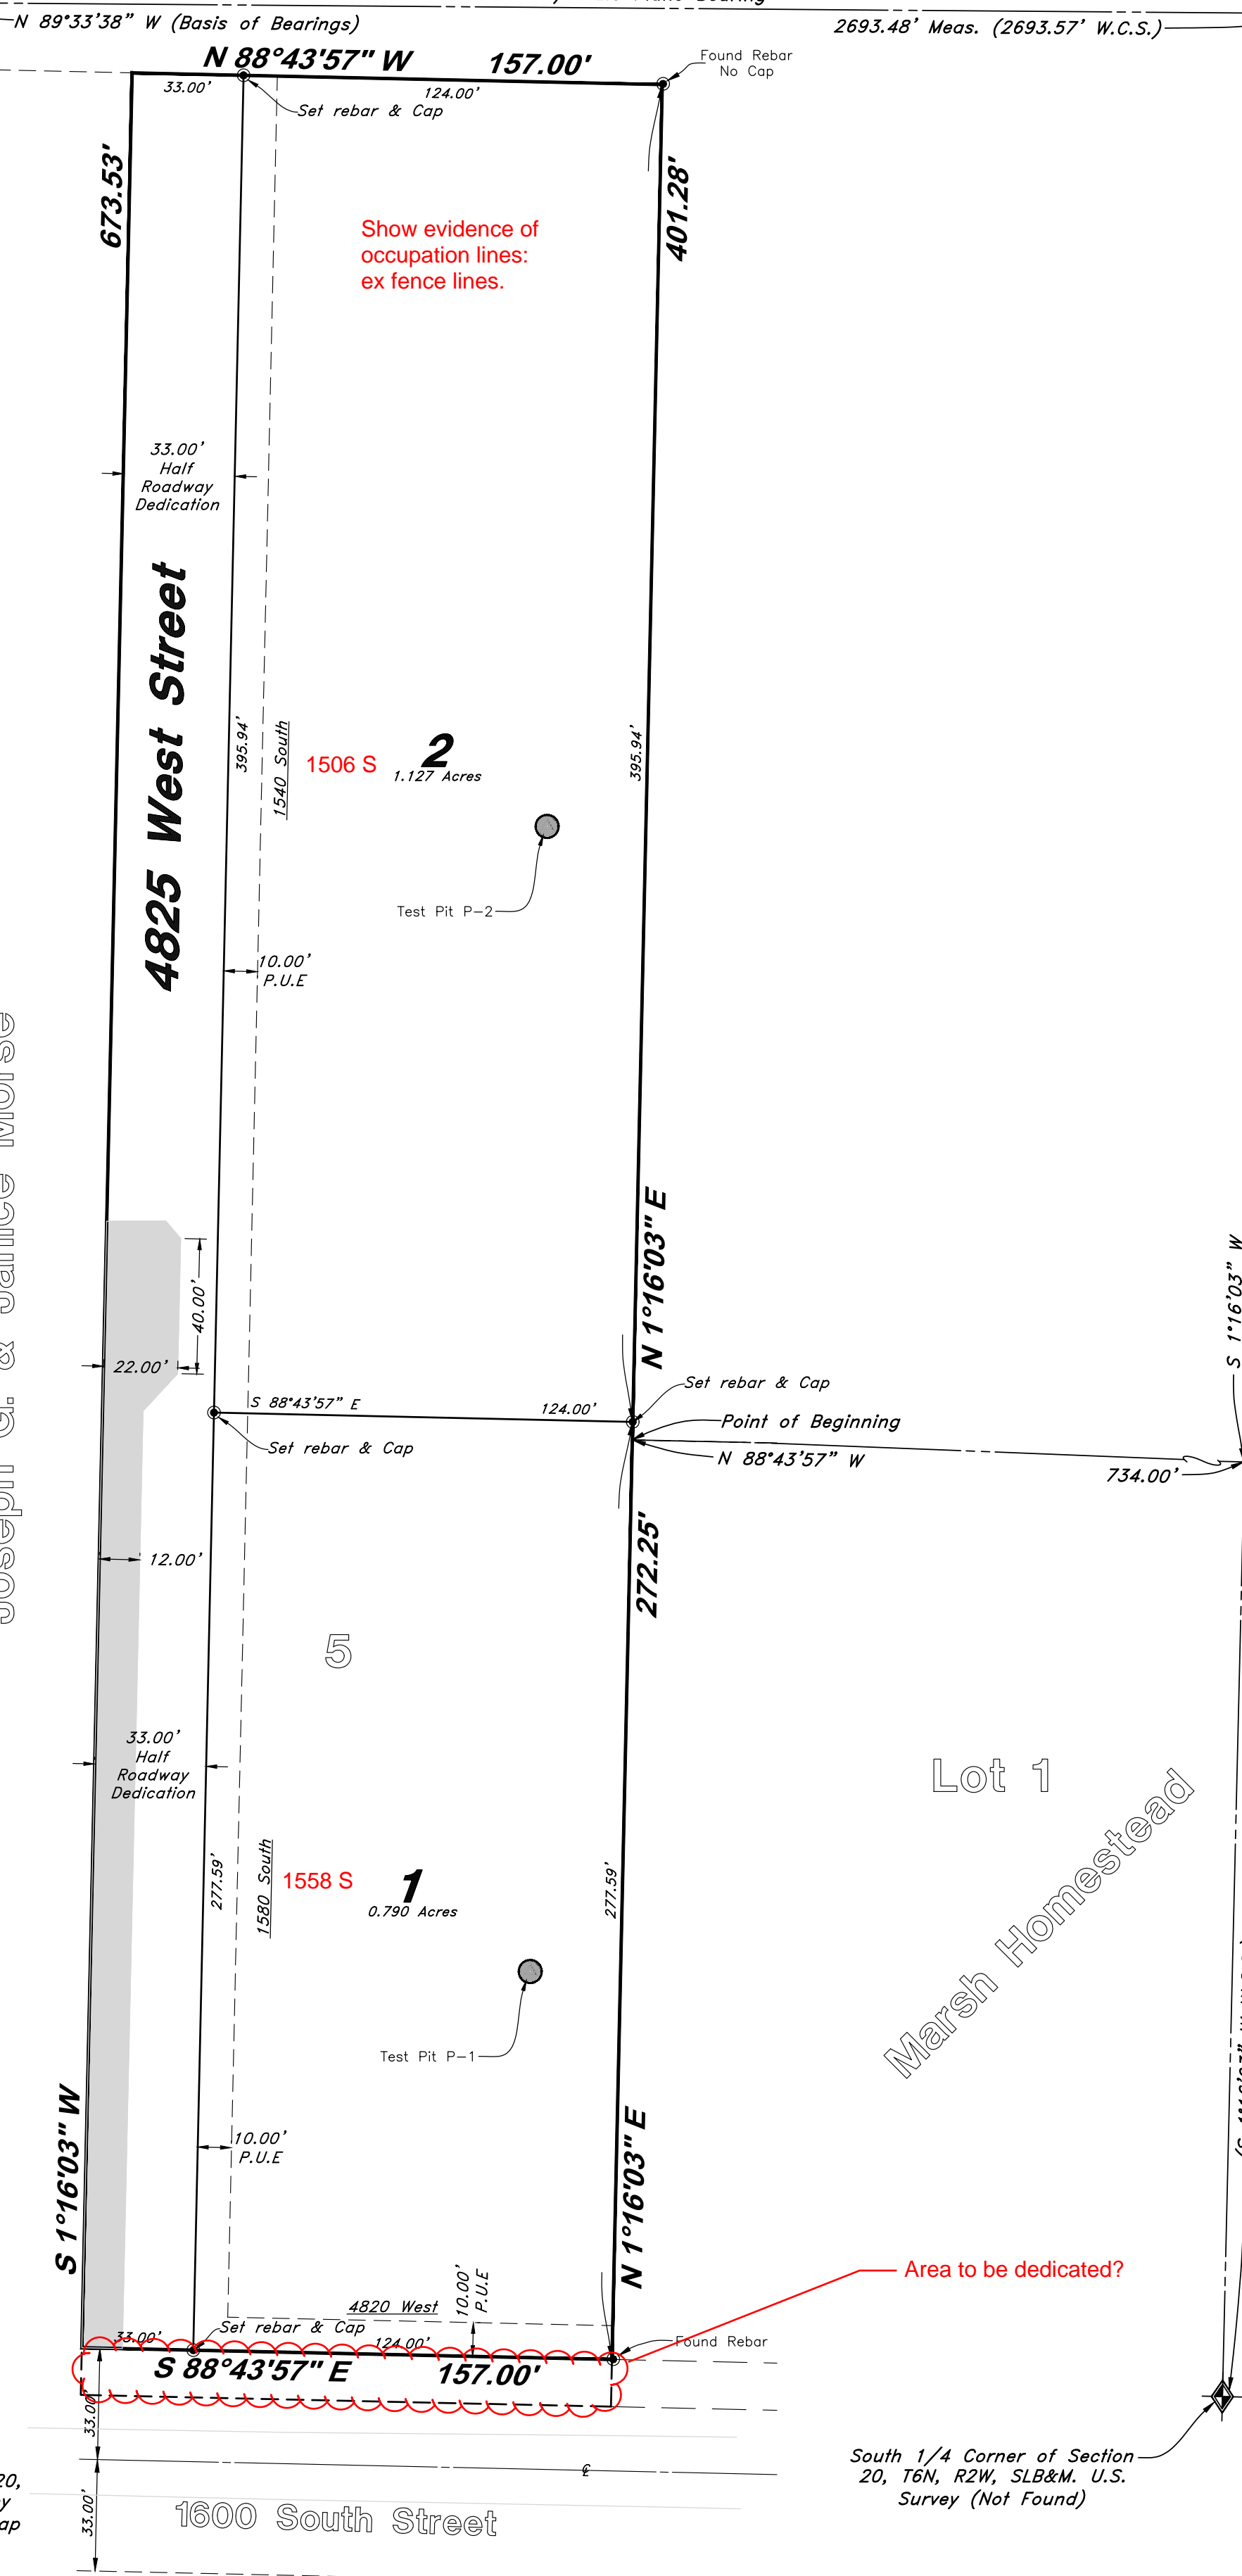 N 89°33'38" W (Basis of Bearings)
2693.48' Meas. (2693.57' W.C.S.)
N 88°43'57" W
157.00'
Found Rebar
No Cap
33.00'
124.00'
Set rebar & Cap
673.53'
401.28'
Show evidence of
occupation lines:
ex fence lines.
33.00'
Half
Roadway
Dedication
4825 West Street
395.94'
1540 South
1506 S
2
1.127 Acres
395.94'
Test Pit P-2
10.00'
P.U.E
Joseph G. & Janice Morse
N 1°16'03" E
S 1°16'03" W
40.00'
22.00'
S 88°43'57" E
124.00'
Set rebar & Cap
Point of Beginning
Set rebar & Cap
N 88°43'57" W
734.00'
272.25'
12.00'
5
33.00'
Half
Roadway
Dedication
Lot 1
Marsh Homestead
277.59'
1580 South
1558 S
1
0.790 Acres
277.59'
Test Pit P-1
S 1°16'03" W
10.00'
P.U.E
N 1°16'03" E
Area to be dedicated?
4820 West
10.00'
P.U.E
33.00'
Set rebar & Cap
124.00'
Found Rebar
S 88°43'57" E
157.00'
33.00'
South 1/4 Corner of Section
20, T6N, R2W, SLB&M. U.S.
Survey (Not Found)
20,
y
ap
33.00'
1600 South Street